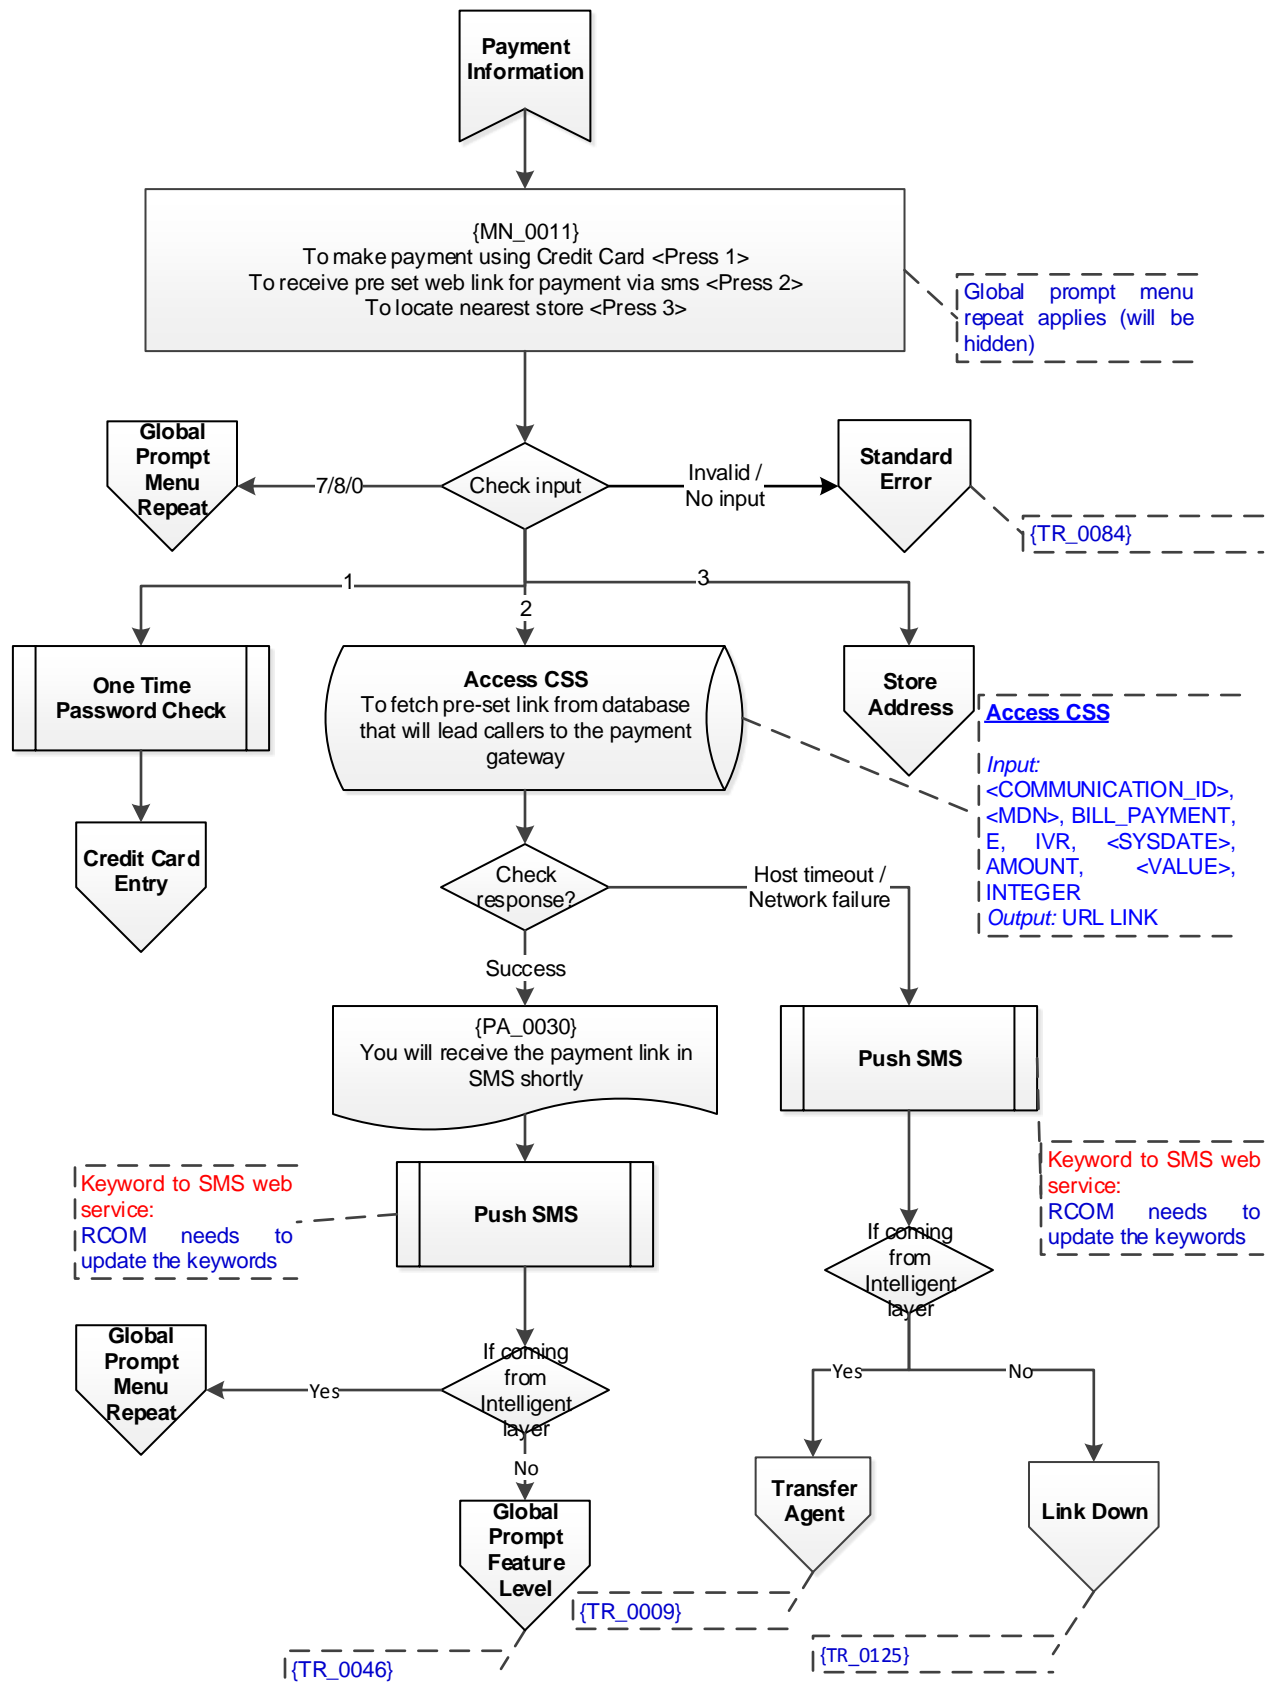 Payment
Information
{MN_0011}
To make payment using Credit Card <Press 1>
To receive pre set web link for payment via sms <Press 2>
To locate nearest store <Press 3>
Global prompt menu
repeat applies (will be
hidden)
Global
Prompt
Menu
Repeat
7/8/0
Check input
Invalid /
No input
Standard
Error
{TR_0084}
1
2
3
One Time
Password Check
Access CSS
To fetch pre-set link from database
that will lead callers to the payment
gateway
Store
Address
Access CSS
Input:
<COMMUNICATION_ID>,
<MDN>, BILL_PAYMENT,
E, IVR, <SYSDATE>,
AMOUNT, <VALUE>,
INTEGER
Output: URL LINK
Credit Card
Entry
Check
response?
Host timeout /
Network failure
Success
{PA_0030}
You will receive the payment link in
SMS shortly
Push SMS
Keyword to SMS web
service:
RCOM needs to
update the keywords
Push SMS
Keyword to SMS web
service:
RCOM needs to
update the keywords
If coming
from
Intelligent
layer
Global
Prompt
Menu
Repeat
Yes
If coming
from
Intelligent
layer
Yes
No
No
Transfer
Agent
Link Down
Global
Prompt
Feature
Level
{TR_0009}
{TR_0046}
{TR_0125}